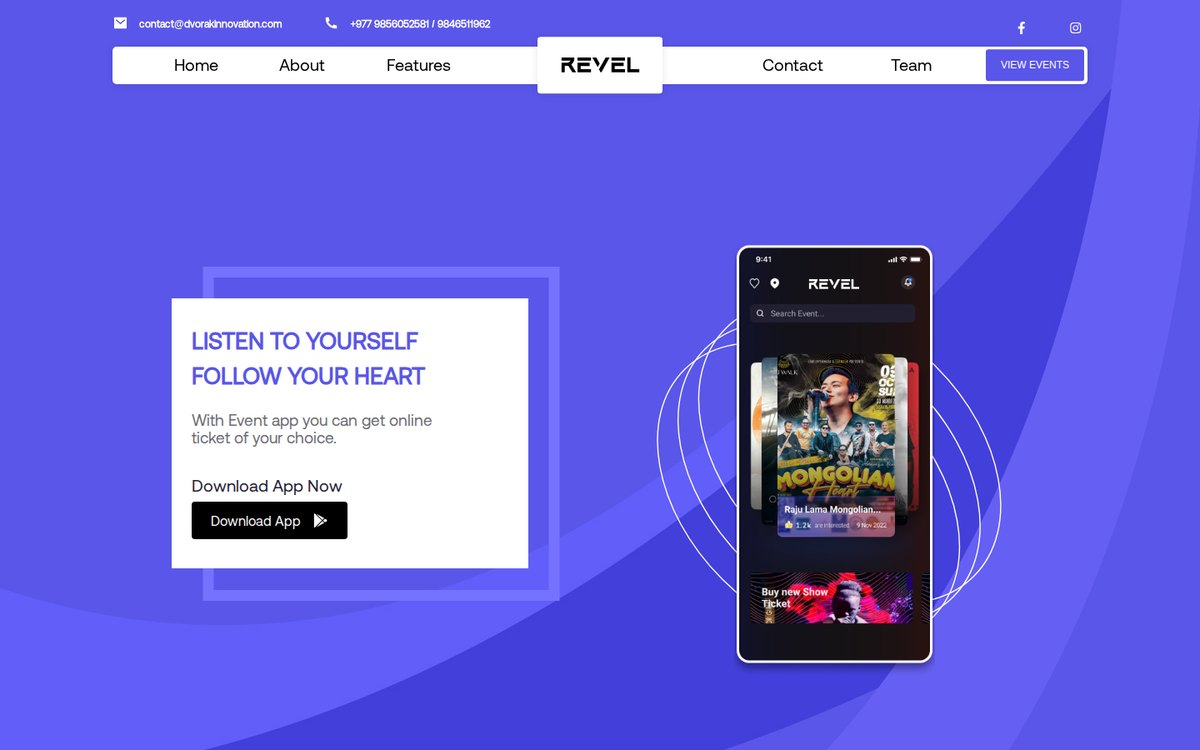 contact@dvorakinnovation.com
+977 9856052581 / 9846511962
Home
About
Features
REVEL
Contact
Team
VIEW EVENTS
LISTEN TO YOURSELF
FOLLOW YOUR HEART
With Event app you can get online
ticket of your choice.
Download App Now
Download App
9:41
REVEL
Search Event...
MONGOLIAN
Heart
Raju Lama Mongolian...
1.2k are interested
9 Nov 2022
Buy new Show
Ticket